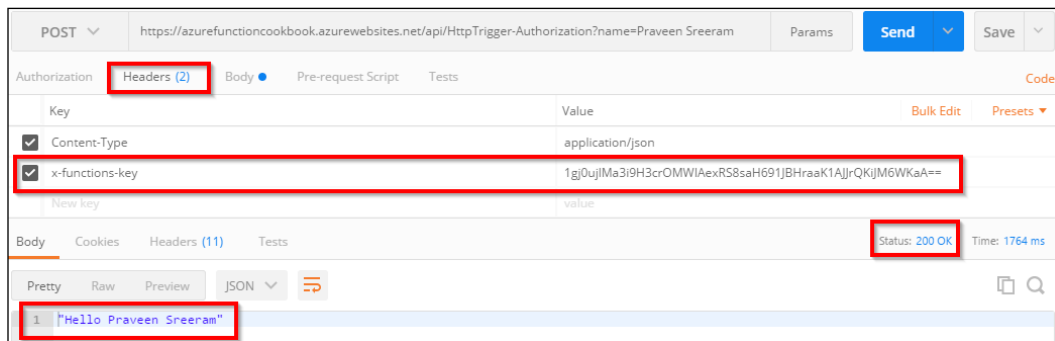 POST https://azurefunctioncookbook.azurewebsites.net/api/HttpTrigger-Authorization?name=Praveen Sreeram Params Send Save
Authorization Headers (2) Body Pre-request Script Tests Code
Key Value Bulk Edit Presets
Content-Type application/json
x-functions-key 1gj0ujIMa3i9H3crOMWIAexRS8saH691JBHraaK1AJJrQKiJM6WKaA==
New key value
Body Cookies Headers (11) Tests Status: 200 OK Time: 1764 ms
Pretty Raw Preview JSON
1 "Hello Praveen Sreeram"